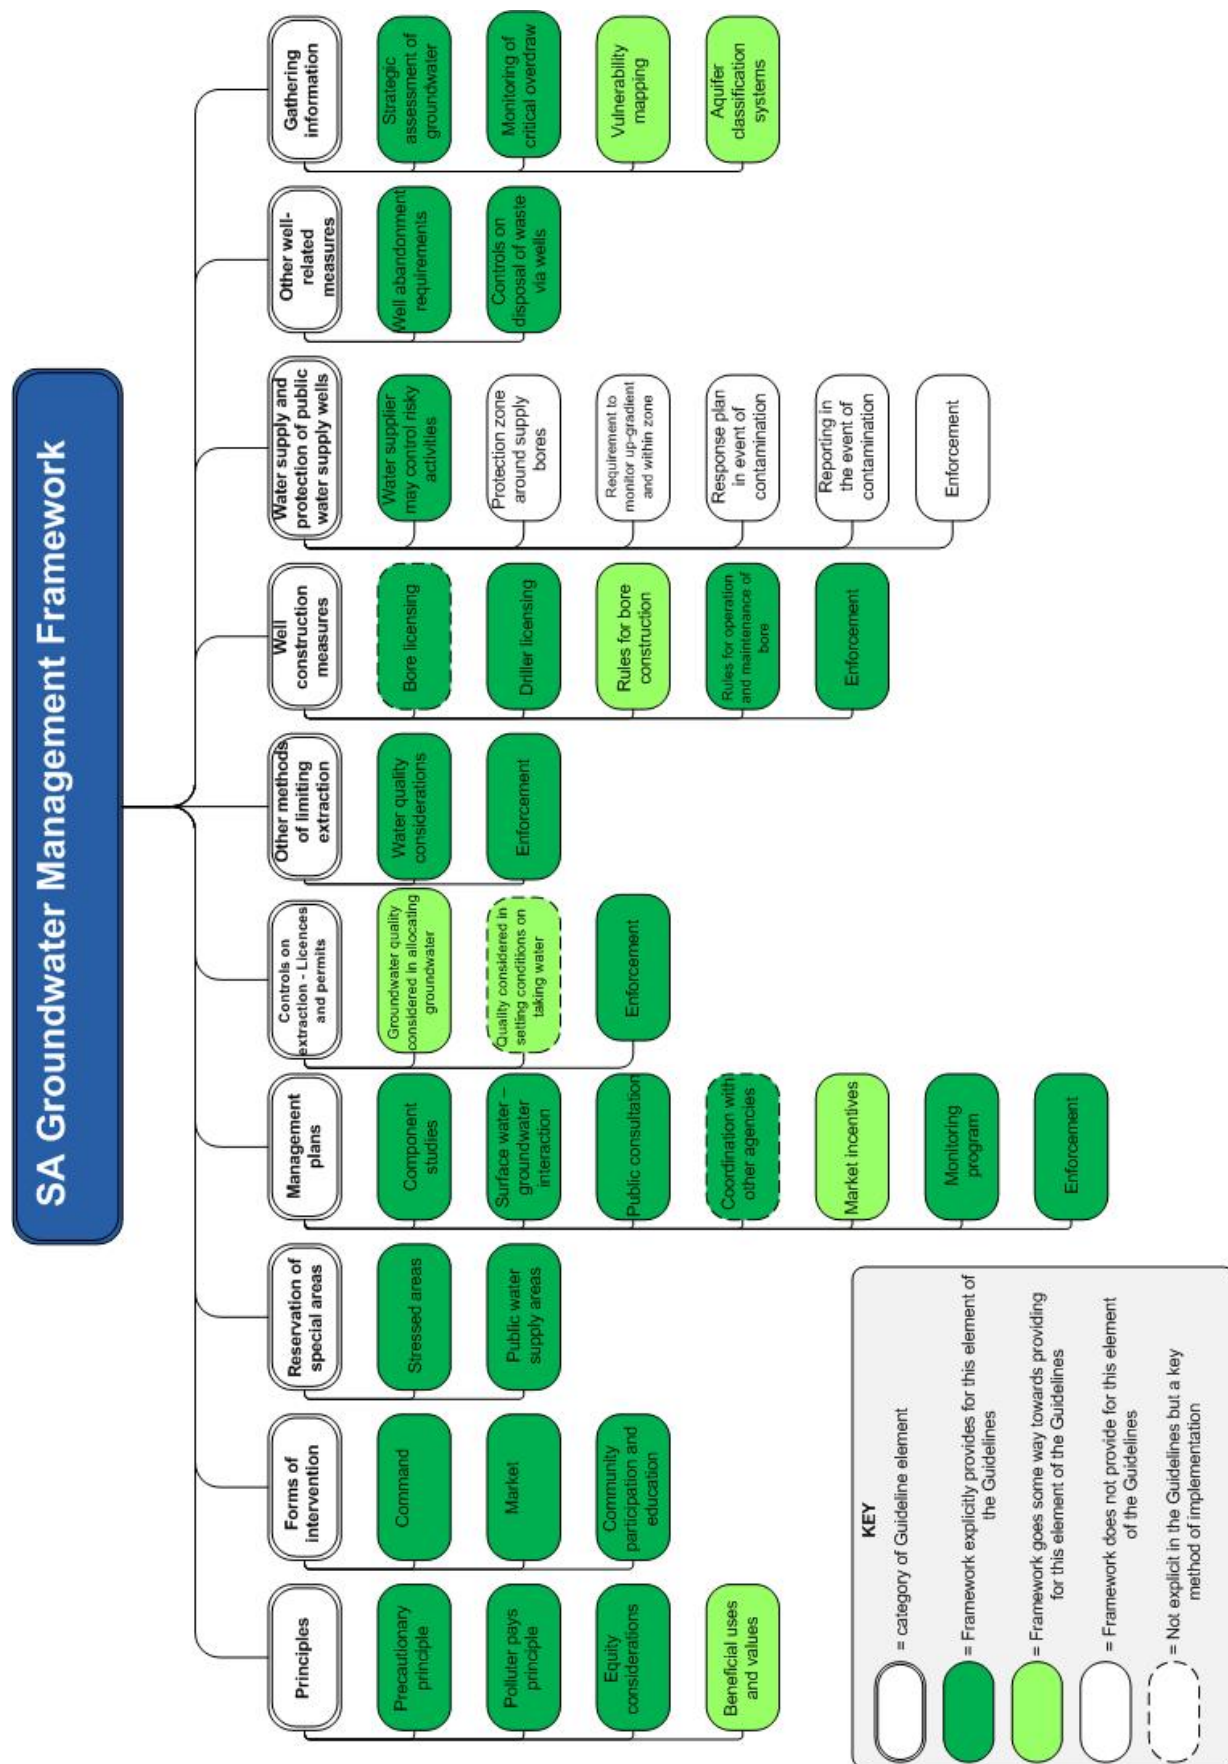 SA Groundwater Management Framework
Principles
Precautionary
principle
Polluter pays
principle
Equity
considerations
Beneficial uses
and values
Forms of
intervention
Command
Market
Community
participation and
education
Reservation of
special areas
Stressed areas
Public water
supply areas
Management
plans
Component
studies
Surface water –
groundwater
interaction
Public consultation
Coordination with
other agencies
Market incentives
Monitoring
program
Enforcement
Controls on
extraction - Licences
and permits
Groundwater quality
considered in allocating
groundwater
Quality considered in
setting conditions on
taking water
Enforcement
Other methods
of limiting
extraction
Water quality
considerations
Enforcement
Well
construction
measures
Bore licensing
Driller licensing
Rules for bore
construction
Rules for operation
and maintenance of
bore
Enforcement
Water supply and
protection of public
water supply wells
Water supplier
may control risky
activities
Protection zone
around supply
bores
Requirement to
monitor up-gradient
and within zone
Response plan
in event of
contamination
Reporting in
the event of
contamination
Enforcement
Other well-
related
measures
Well abandonment
requirements
Controls on
disposal of waste
via wells
Gathering
information
Strategic
assessment of
groundwater
Monitoring of
critical overdraw
Vulnerability
mapping
Aquifer
classification
systems
KEY
= category of Guideline element
= Framework explicitly provides for this element of
the Guidelines
= Framework goes some way towards providing
for this element of the Guidelines
= Framework does not provide for this element
of the Guidelines
= Not explicit in the Guidelines but a key
method of implementation